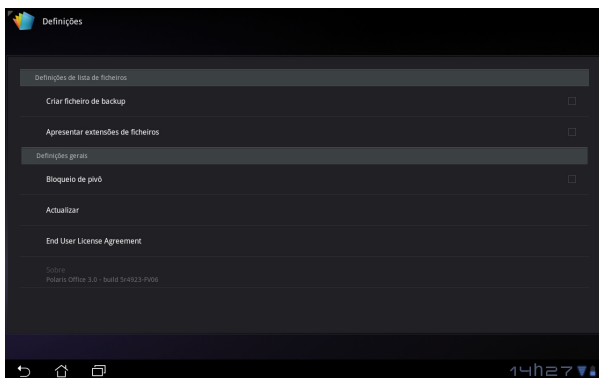 Definições
Definições de lista de ficheiros
Criar ficheiro de backup
Apresentar extensões de ficheiros
Definições gerais
Bloqueio de pivô
Actualizar
End User License Agreement
Sobre
Polaris Office 3.0 - build 5r4923-FV06
14h27